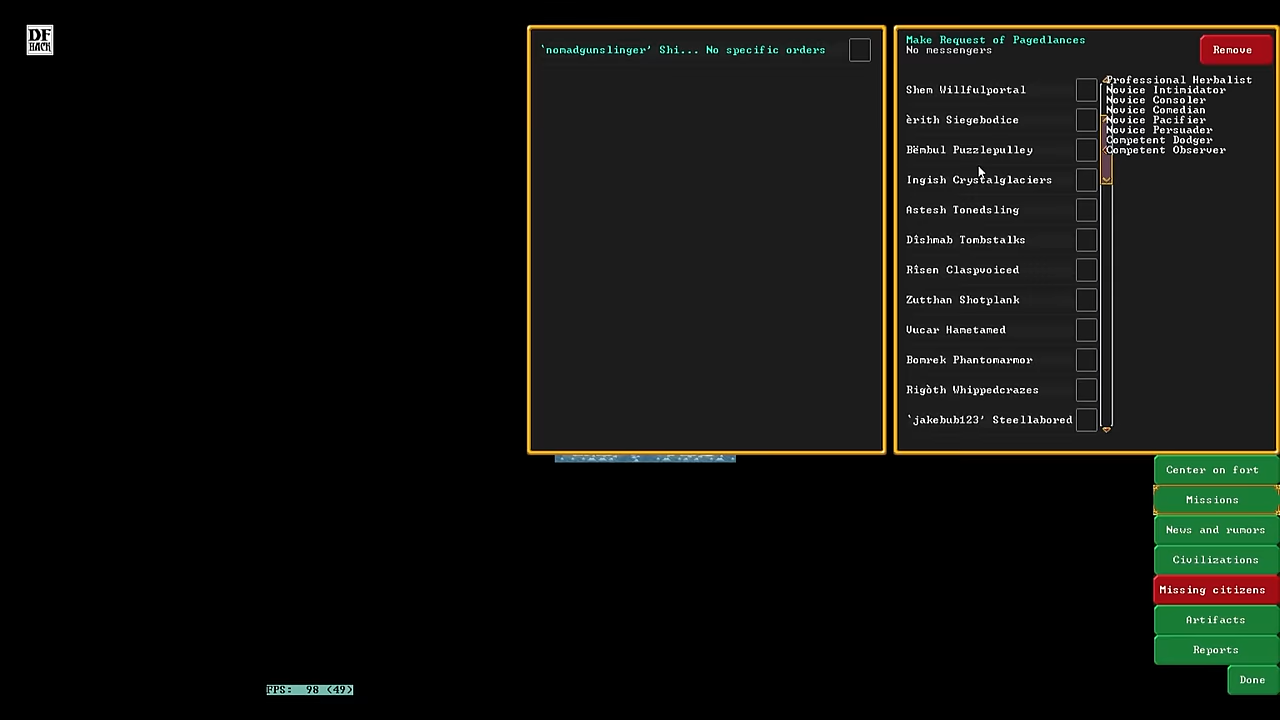 DF
HACK
`nomadgunslinger' Shi... No specific orders
Make Request of Pagedlances
No messengers
Remove
Shem Willfulportal
èrith Siegebodice
Bëmbul Puzzlepulley
Ingish Crystalglaciers
Astesh Tonedsling
Dîshmab Tombstalks
Rîsen Claspvoiced
Zutthan Shotplank
Vucar Hametamed
Bomrek Phantomarmor
Rigòth Whippedcrazes
`jakebub123' Steellabored
Professional Herbalist
Novice Intimidator
Novice Consoler
Novice Comedian
Novice Pacifier
Novice Persuader
Competent Dodger
Competent Observer
Center on fort
Missions
News and rumors
Civilizations
Missing citizens
Artifacts
Reports
Done
FPS: 98 (49)